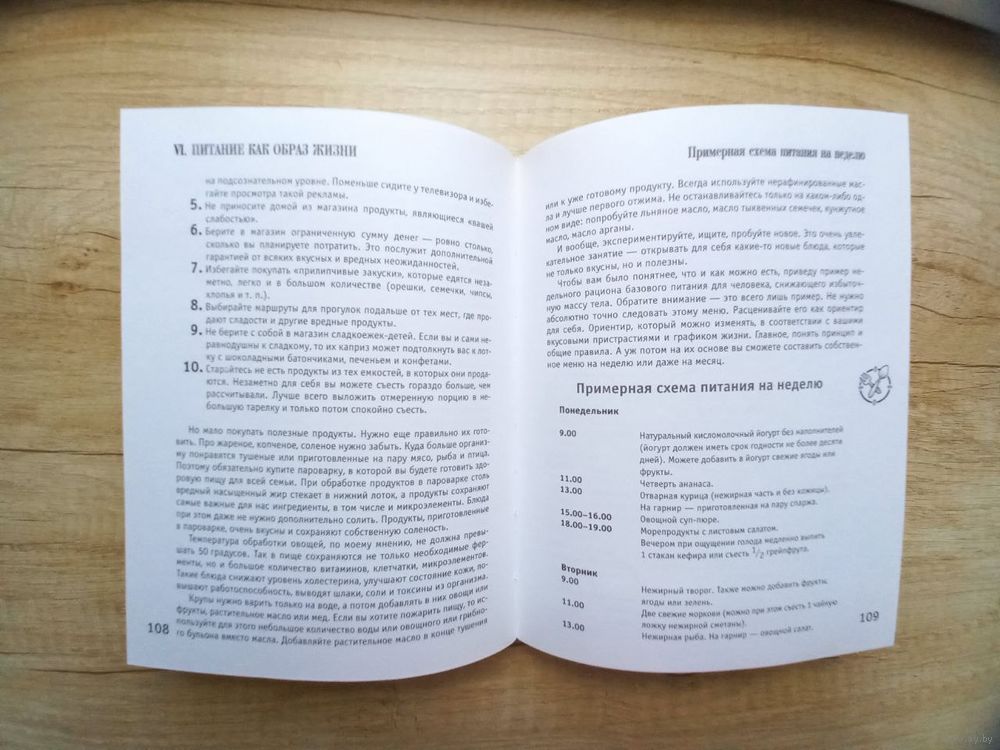 VI. ПИТАНИЕ КАК ОБРАЗ ЖИЗНИ
на подсознательном уровне. Поменьше сидите у телевизора и избе-
гайте просмотра такой рекламы.
5. Не приносите домой из магазина продукты, являющиеся «вашей
слабостью».
6. Берите в магазин ограниченную сумму денег — ровно столько,
сколько вы планируете потратить. Это послужит дополнительной
гарантией от всяких вкусных и вредных неожиданностей.
7. Избегайте покупать «прилипчивые закуски», которые едятся неза-
метно, легко и в большом количестве (орешки, семечки, чипсы,
хлопья и т. п.).
8. Выбирайте маршруты для прогулок подальше от тех мест, где про-
дают сладости и другие вредные продукты.
9. Не берите с собой в магазин сладкоежек-детей. Если вы и сами не-
равнодушны к сладкому, то их каприз может подтолкнуть вас к лот-
ку с шоколадными батончиками, печеньем и конфетами.
10. Старайтесь не есть продукты из тех емкостей, в которых они прода-
ются. Незаметно для себя вы можете съесть гораздо больше, чем
рассчитывали. Лучше всего выложить отмеренную порцию в не-
большую тарелку и только потом спокойно съесть.
Но мало покупать полезные продукты. Нужно еще правильно их гото-
вить. Про жареное, копченое, соленое нужно забыть. Куда больше организ-
му понравятся тушеные или приготовленные на пару мясо, рыба и птица.
Поэтому обязательно купите пароварку, в которой вы будете готовить здо-
ровую пищу для всей семьи. При обработке продуктов в пароварке столь
вредный насыщенный жир стекает в нижний лоток, а продукты сохраняют
самые важные для нас ингредиенты, в том числе и микроэлементы. Блюда
при этом даже не нужно дополнительно солить. Продукты, приготовленные
в пароварке, очень вкусны и сохраняют собственную соленость.
Температура обработки овощей, по моему мнению, не должна превы-
шать 50 градусов. Так в пище сохраняются не только необходимые фер-
менты, но и большое количество витаминов, клетчатки, микроэлементов.
Такие блюда снижают уровень холестерина, улучшают состояние кожи, по-
вышают работоспособность, выводят шлаки, соли и токсины из организма.
Крупы нужно варить только на воде, а потом добавлять в них овощи или
фрукты, растительное масло или мед. Если вы хотите пожарить пищу, то ис-
пользуйте для этого небольшое количество воды или овощного или грибно-
го бульона вместо масла. Добавляйте растительное масло в конце тушения
108
Примерная схема питания на неделю
или к уже готовому продукту. Всегда используйте нерафинированные мас-
ла и лучше первого отжима. Не останавливайтесь только на каком-либо од-
ном виде: попробуйте льняное масло, масло тыквенных семечек, кунжутное
масло, масло арганы.
И вообще, экспериментируйте, ищите, пробуйте новое. Это очень увле-
кательное занятие — открывать для себя какие-то новые блюда, которые
не только вкусны, но и полезны.
Чтобы вам было понятнее, что и как можно есть, приведу пример не-
дельного рациона базового питания для человека, снижающего избыточ-
ную массу тела. Обратите внимание — это всего лишь пример. Не нужно
абсолютно точно следовать этому меню. Расценивайте его как ориентир
для себя. Ориентир, который можно изменять, в соответствии с вашими
вкусовыми пристрастиями и графиком жизни. Главное, понять принцип и
общие правила. А уж потом на их основе вы сможете составить собствен-
ное меню на неделю или даже на месяц.
Примерная схема питания на неделю
Понедельник
9.00 Натуральный кисломолочный йогурт без наполнителей
(йогурт должен иметь срок годности не более десяти
дней). Можете добавить в йогурт свежие ягоды или
фрукты.
11.00 Четверть ананаса.
13.00 Отварная курица (нежирная часть и без кожицы).
На гарнир — приготовленная на пару спаржа.
15.00–16.00 Овощной суп-пюре.
18.00–19.00 Морепродукты с листовым салатом.
Вечером при ощущении голода медленно выпить
1 стакан кефира или съесть 1/2 грейпфрута.
Вторник
9.00 Нежирный творог. Также можно добавить фрукты,
ягоды или зелень.
11.00 Две свежие моркови (можно при этом съесть 1 чайную
ложку нежирной сметаны).
13.00 Нежирная рыба. На гарнир — овощной салат.
109